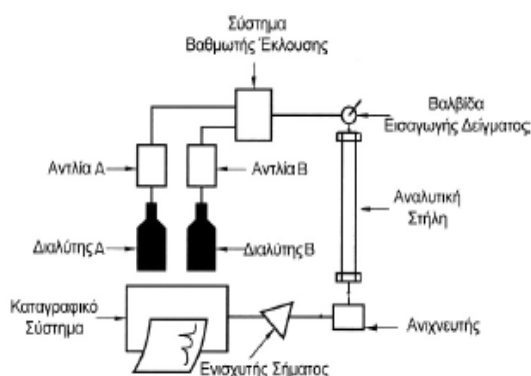 Σύστημα
Βαθμωτής Έκλουσης
Βαλβίδα
Εισαγωγής Δείγματος
Αντλία Α
Αντλία Β
Αναλυτική
Στήλη
Διαλύτης Α
Διαλύτης Β
Καταγραφικό
Σύστημα
Ανιχνευτής
Ενισχυτής Σήματος